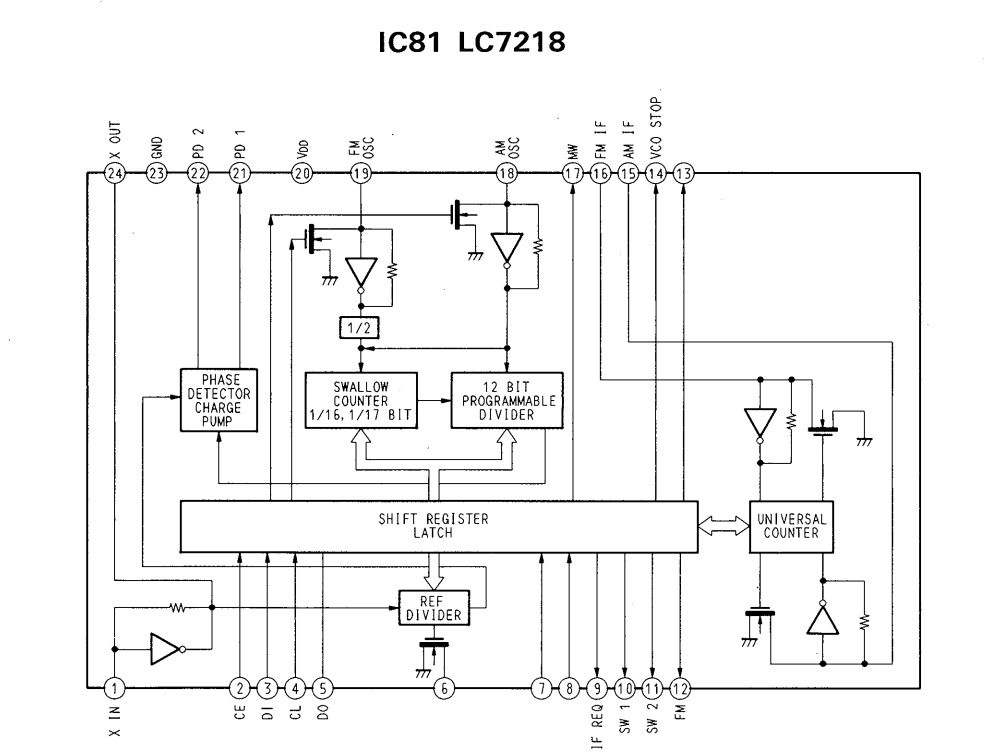 IC81 LC7218
X OUT
GND
PD 2
PD 1
VDD
FM
OSC
AM
OSC
MW
FM IF
AM IF
VCO STOP
24
23
22
21
20
19
18
17
16
15
14
13
1/2
PHASE
DETECTOR
CHARGE
PUMP
SWALLOW
COUNTER
1/16, 1/17 BIT
12 BIT
PROGRAMMABLE
DIVIDER
SHIFT REGISTER
LATCH
UNIVERSAL
COUNTER
REF
DIVIDER
1
2
3
4
5
6
7
8
9
10
11
12
X IN
CE
DI
CL
DO
IF REQ
SW 1
SW 2
FM